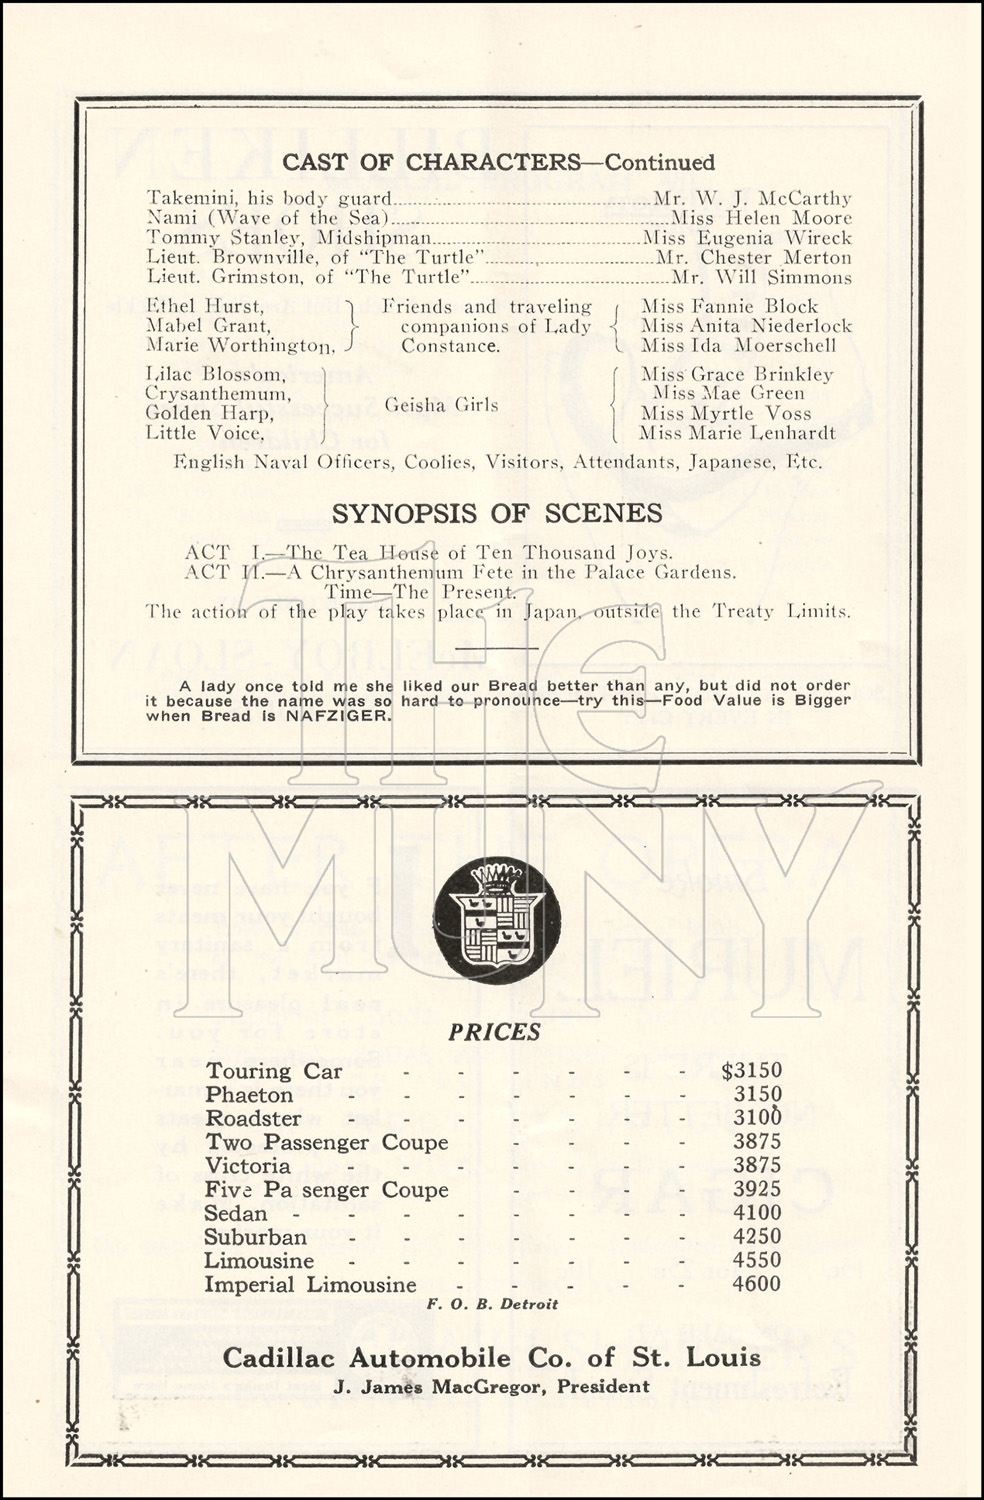 CAST OF CHARACTERS—Continued
Takemini, his body guard........Mr. W. J. McCarthy
Nami (Wave of the Sea)........Miss Helen Moore
Tommy Stanley, Midshipman........Miss Eugenia Wireck
Lieut. Brownville, of "The Turtle"........Mr. Chester Merton
Lieut. Grimston, of "The Turtle"........Mr. Will Simmons
Ethel Hurst, Friends and traveling Miss Fannie Block
Mabel Grant, companions of Lady Miss Anita Niederlock
Marie Worthington, Constance. Miss Ida Moerschell
Lilac Blossom, Miss Grace Brinkley
Crysanthemum, Miss Mae Green
Golden Harp, Geisha Girls Miss Myrtle Voss
Little Voice, Miss Marie Lenhardt
English Naval Officers, Coolies, Visitors, Attendants, Japanese, Etc.
SYNOPSIS OF SCENES
ACT I.—The Tea House of Ten Thousand Joys.
ACT II.—A Chrysanthemum Fete in the Palace Gardens.
Time—The Present.
The action of the play takes place in Japan, outside the Treaty Limits.
A lady once told me she liked our Bread better than any, but did not order
it because the name was so hard to pronounce—try this—Food Value is Bigger
when Bread is NAFZIGER.
The
MUNY
PRICES
Touring Car - - - - - - $3150
Phaeton - - - - - - 3150
Roadster - - - - - - - 3100
Two Passenger Coupe - - - - 3875
Victoria - - - - - 3875
Five Pa senger Coupe - - - - 3925
Sedan - - - - - - - 4100
Suburban - - - - - - - 4250
Limousine - - - - - - - 4550
Imperial Limousine - - - - - 4600
F. O. B. Detroit
Cadillac Automobile Co. of St. Louis
J. James MacGregor, President